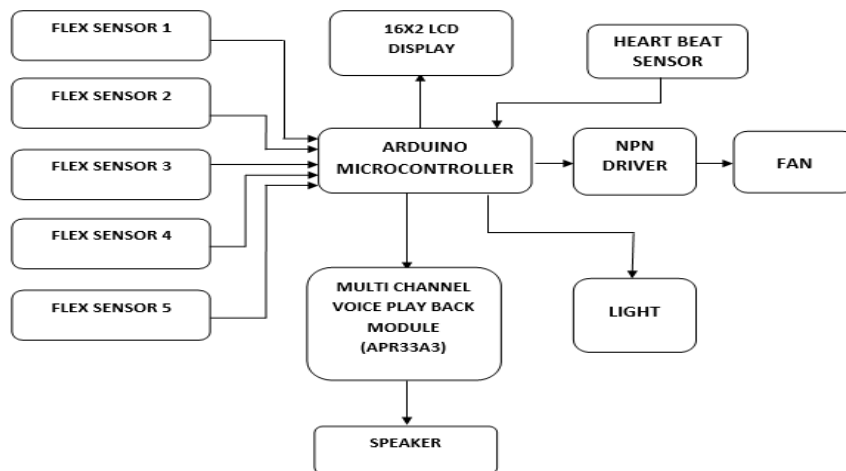 FLEX SENSOR 1
FLEX SENSOR 2
FLEX SENSOR 3
FLEX SENSOR 4
FLEX SENSOR 5
16X2 LCD
DISPLAY
HEART BEAT
SENSOR
ARDUINO
MICROCONTROLLER
NPN
DRIVER
FAN
MULTI CHANNEL
VOICE PLAY BACK
MODULE
(APR33A3)
LIGHT
SPEAKER